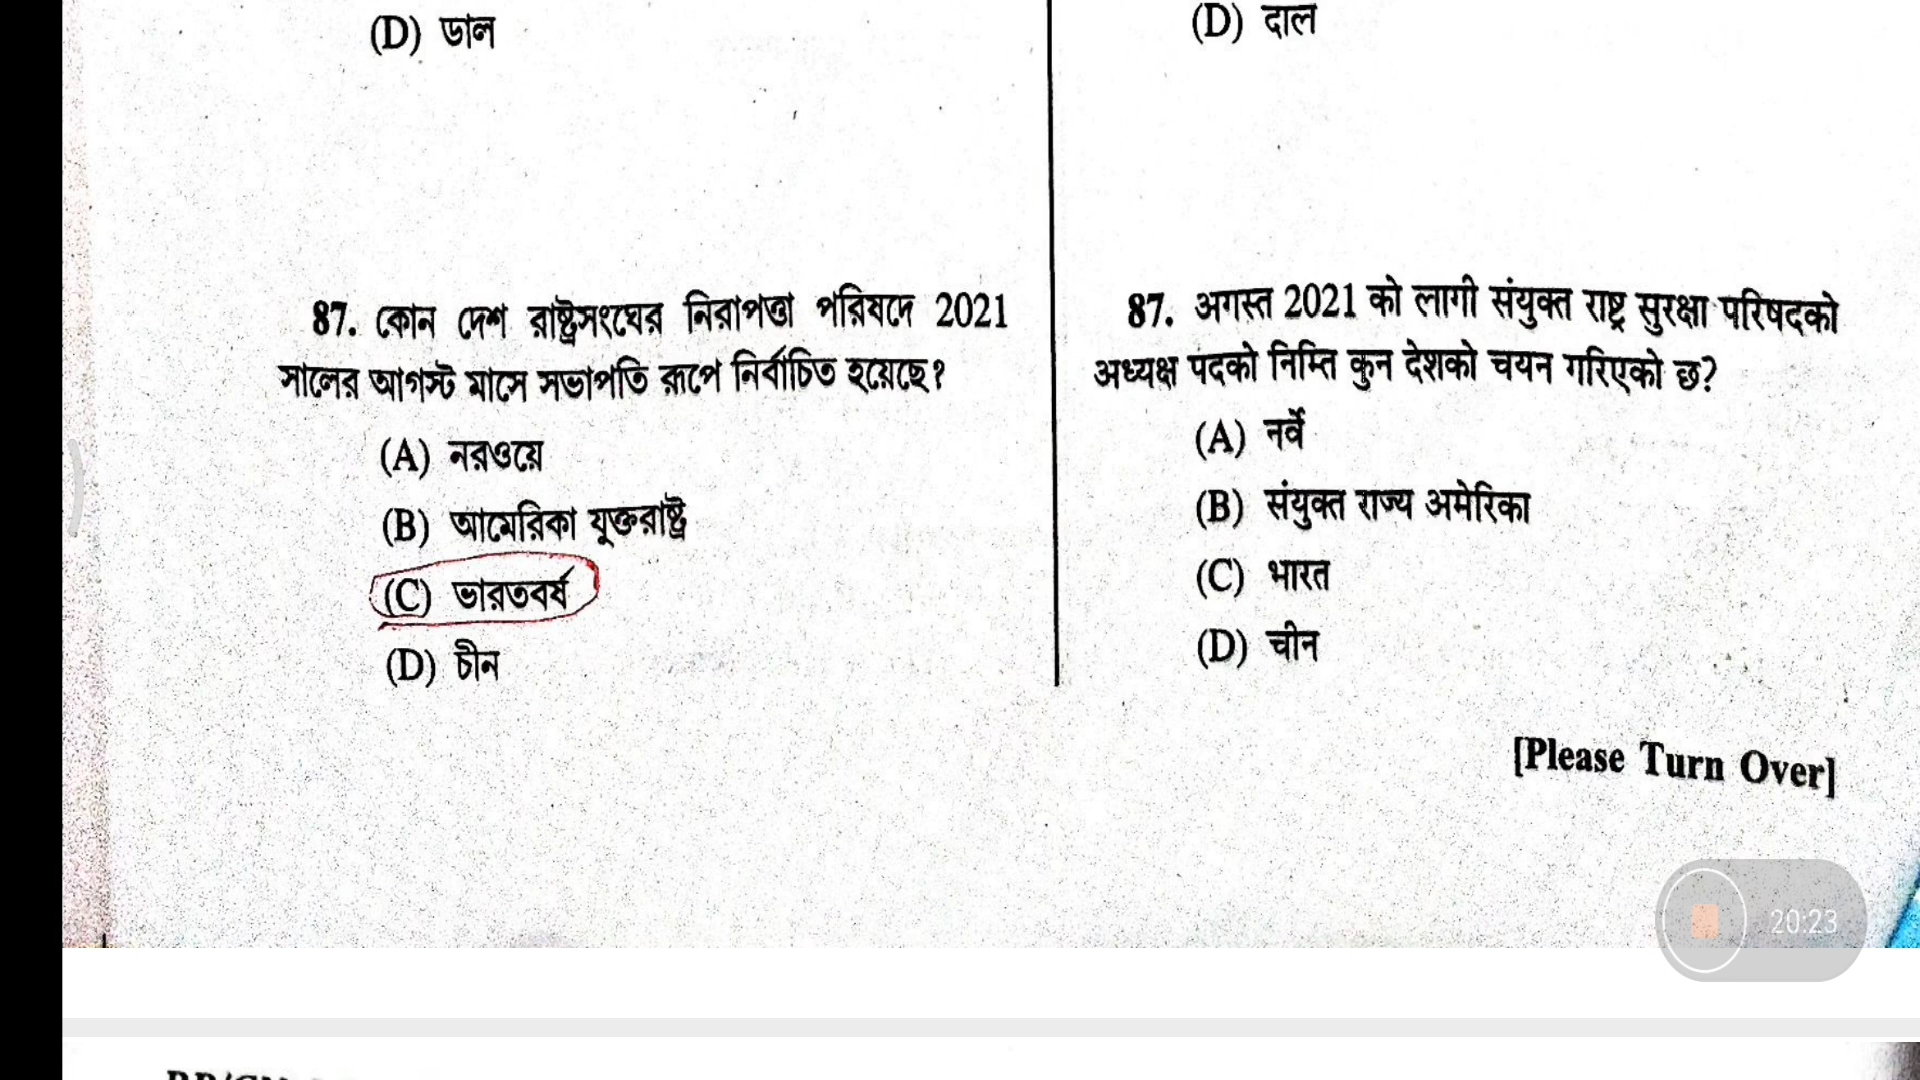 (D) ডাল
87. কোন দেশ রাষ্ট্রসংঘের নিরাপত্তা পরিষদে 2021
সালের আগস্ট মাসে সভাপতি রূপে নির্বাচিত হয়েছে?
(A) নরওয়ে
(B) আমেরিকা যুক্তরাষ্ট্র
(C) ভারতবর্ষ
(D) চীন
(D) दाल
87. अगस्त 2021 को लागी संयुक्त राष्ट्र सुरक्षा परिषदको
अध्यक्ष पदको निम्ति कुन देशको चयन गरिएको छ?
(A) नर्वे
(B) संयुक्त राज्य अमेरिका
(C) भारत
(D) चीन
[Please Turn Over]
20:23